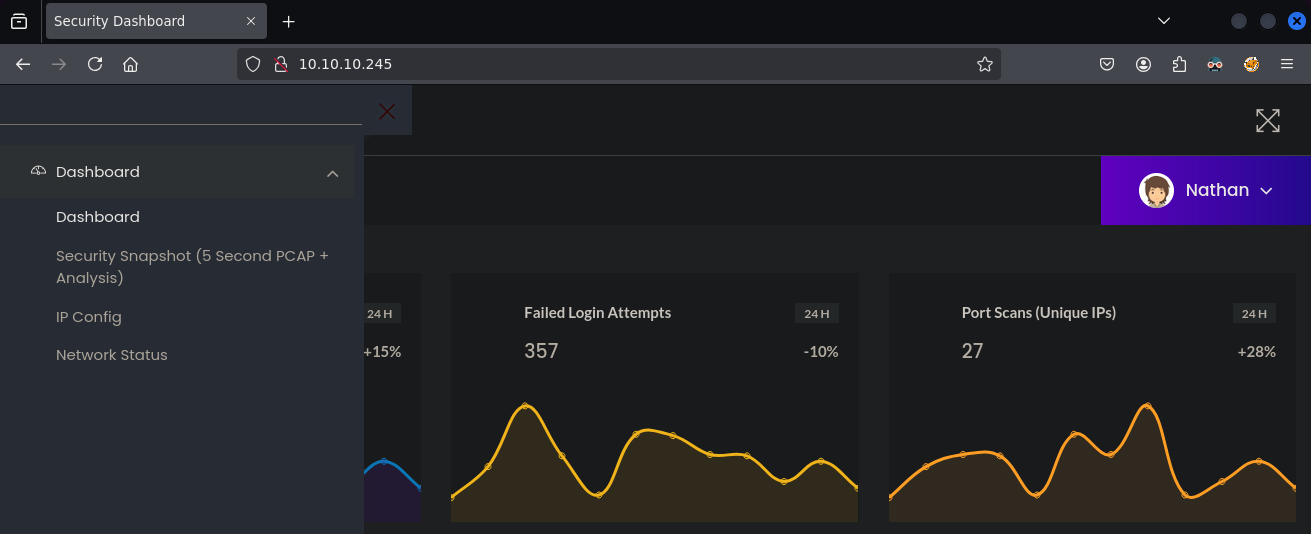 Security Dashboard
10.10.10.245
Dashboard
Nathan
Dashboard
Security Snapshot (5 Second PCAP +
Analysis)
IP Config
Network Status
24 H
+15%
Failed Login Attempts
24 H
357
-10%
Port Scans (Unique IPs)
24 H
27
+28%